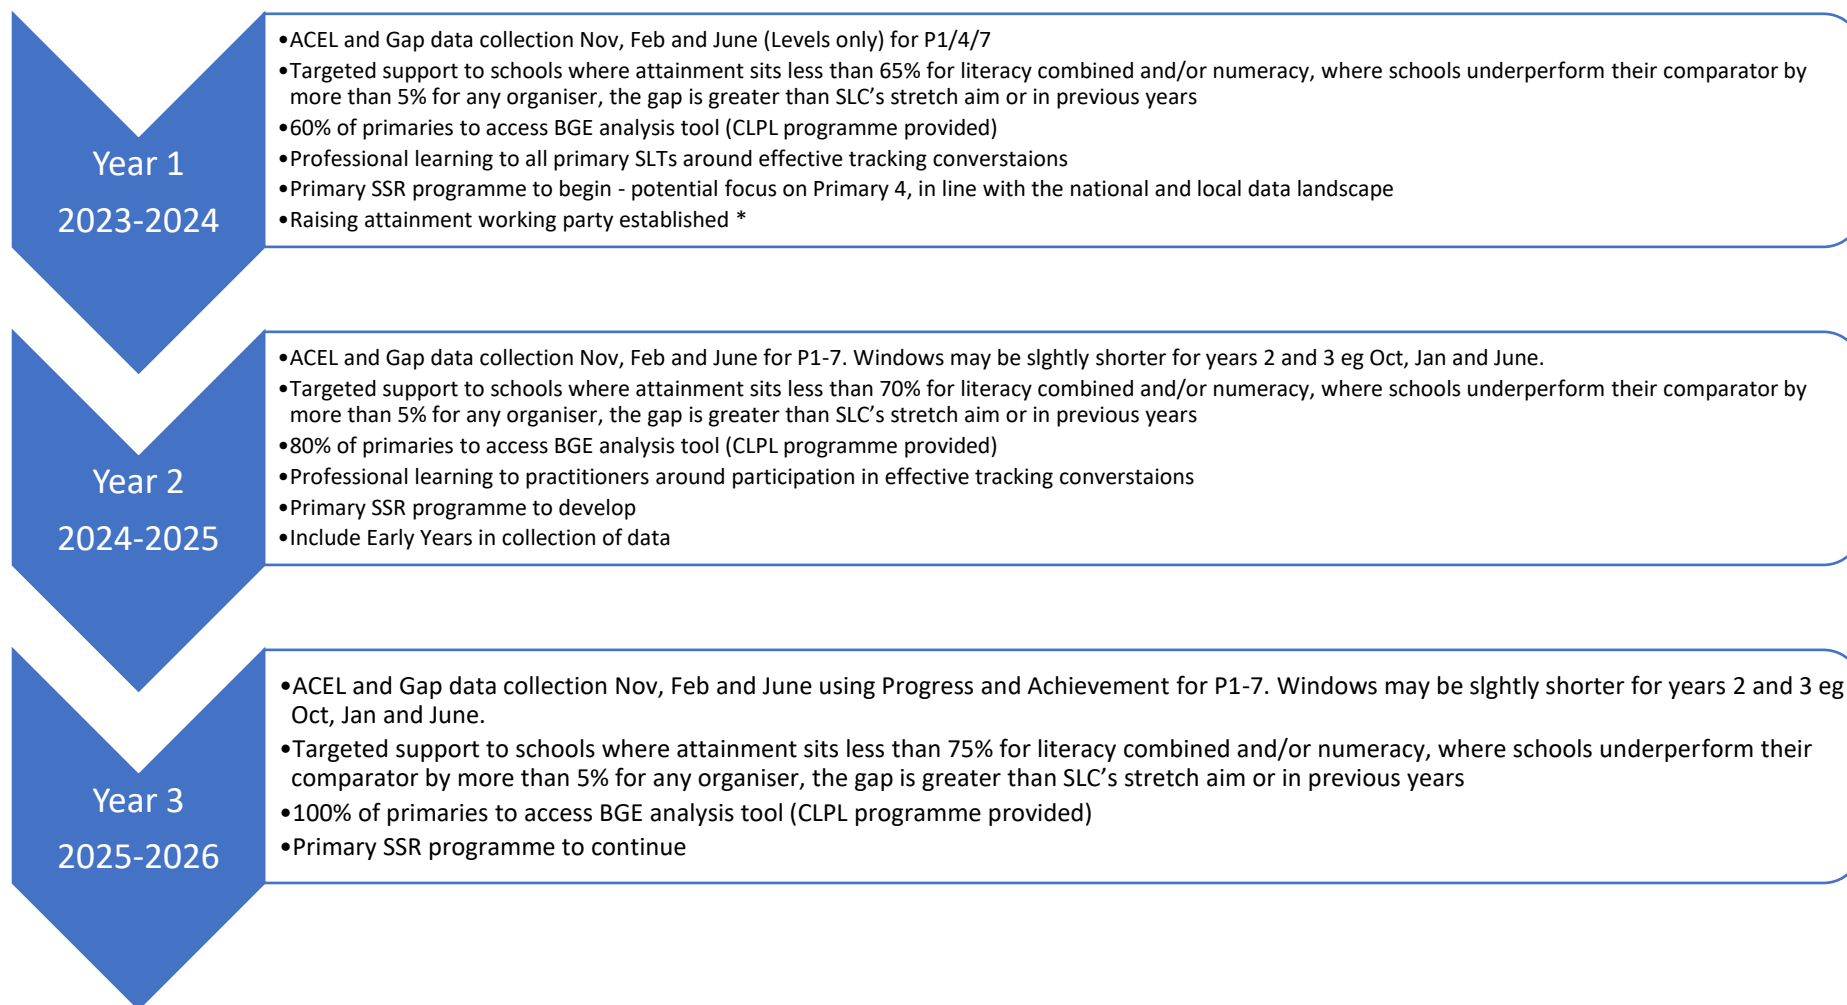 Year 1
2023-2024
•ACEL and Gap data collection Nov, Feb and June (Levels only) for P1/4/7
•Targeted support to schools where attainment sits less than 65% for literacy combined and/or numeracy, where schools underperform their comparator by
more than 5% for any organiser, the gap is greater than SLC’s stretch aim or in previous years
•60% of primaries to access BGE analysis tool (CLPL programme provided)
•Professional learning to all primary SLTs around effective tracking converstaions
•Primary SSR programme to begin - potential focus on Primary 4, in line with the national and local data landscape
•Raising attainment working party established *
Year 2
2024-2025
•ACEL and Gap data collection Nov, Feb and June for P1-7. Windows may be slghtly shorter for years 2 and 3 eg Oct, Jan and June.
•Targeted support to schools where attainment sits less than 70% for literacy combined and/or numeracy, where schools underperform their comparator by
more than 5% for any organiser, the gap is greater than SLC’s stretch aim or in previous years
•80% of primaries to access BGE analysis tool (CLPL programme provided)
•Professional learning to practitioners around participation in effective tracking converstaions
•Primary SSR programme to develop
•Include Early Years in collection of data
Year 3
2025-2026
•ACEL and Gap data collection Nov, Feb and June using Progress and Achievement for P1-7. Windows may be slghtly shorter for years 2 and 3 eg
Oct, Jan and June.
•Targeted support to schools where attainment sits less than 75% for literacy combined and/or numeracy, where schools underperform their
comparator by more than 5% for any organiser, the gap is greater than SLC’s stretch aim or in previous years
•100% of primaries to access BGE analysis tool (CLPL programme provided)
•Primary SSR programme to continue